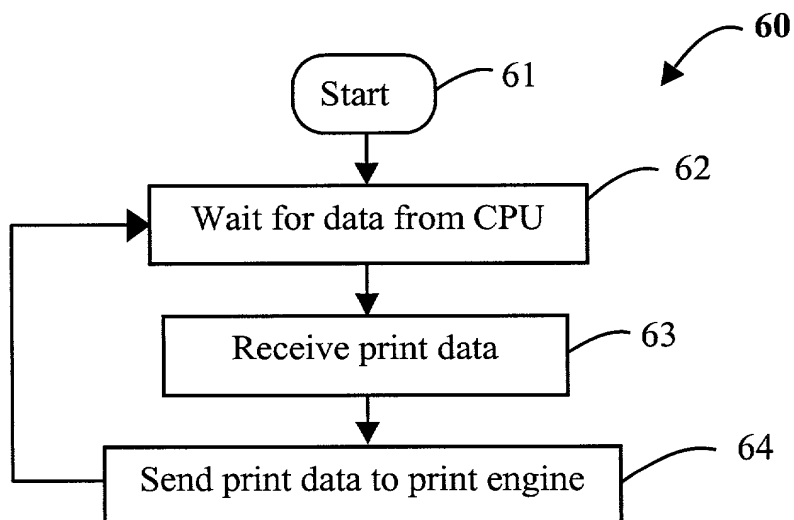 60
Start
61
Wait for data from CPU
62
Receive print data
63
Send print data to print engine
64